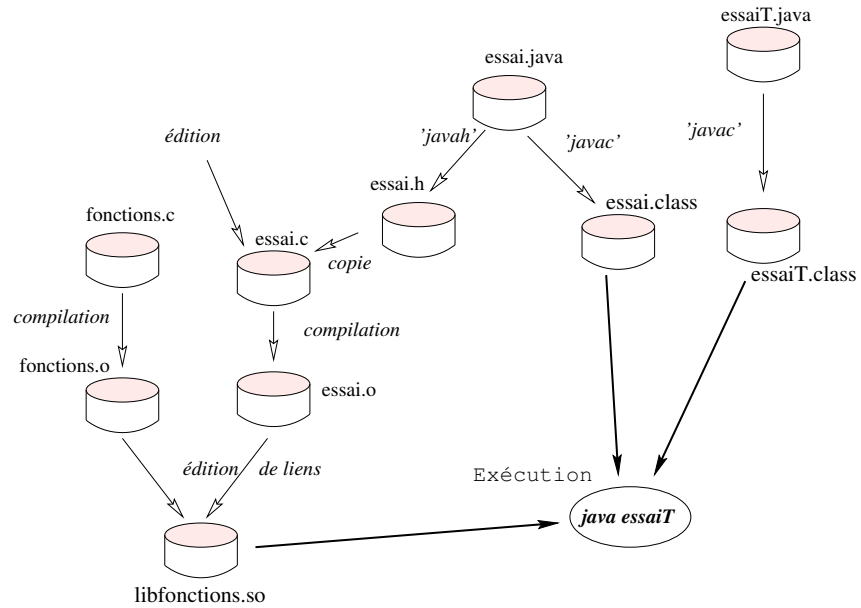 essaiT.java
essai.java
'javah'
'javac'
'javac'
édition
essai.h
essai.class
fonctions.c
essai.c
copie
essaiT.class
compilation
compilation
fonctions.o
essai.o
édition de liens
Exécution
java essaiT
libfonctions.so